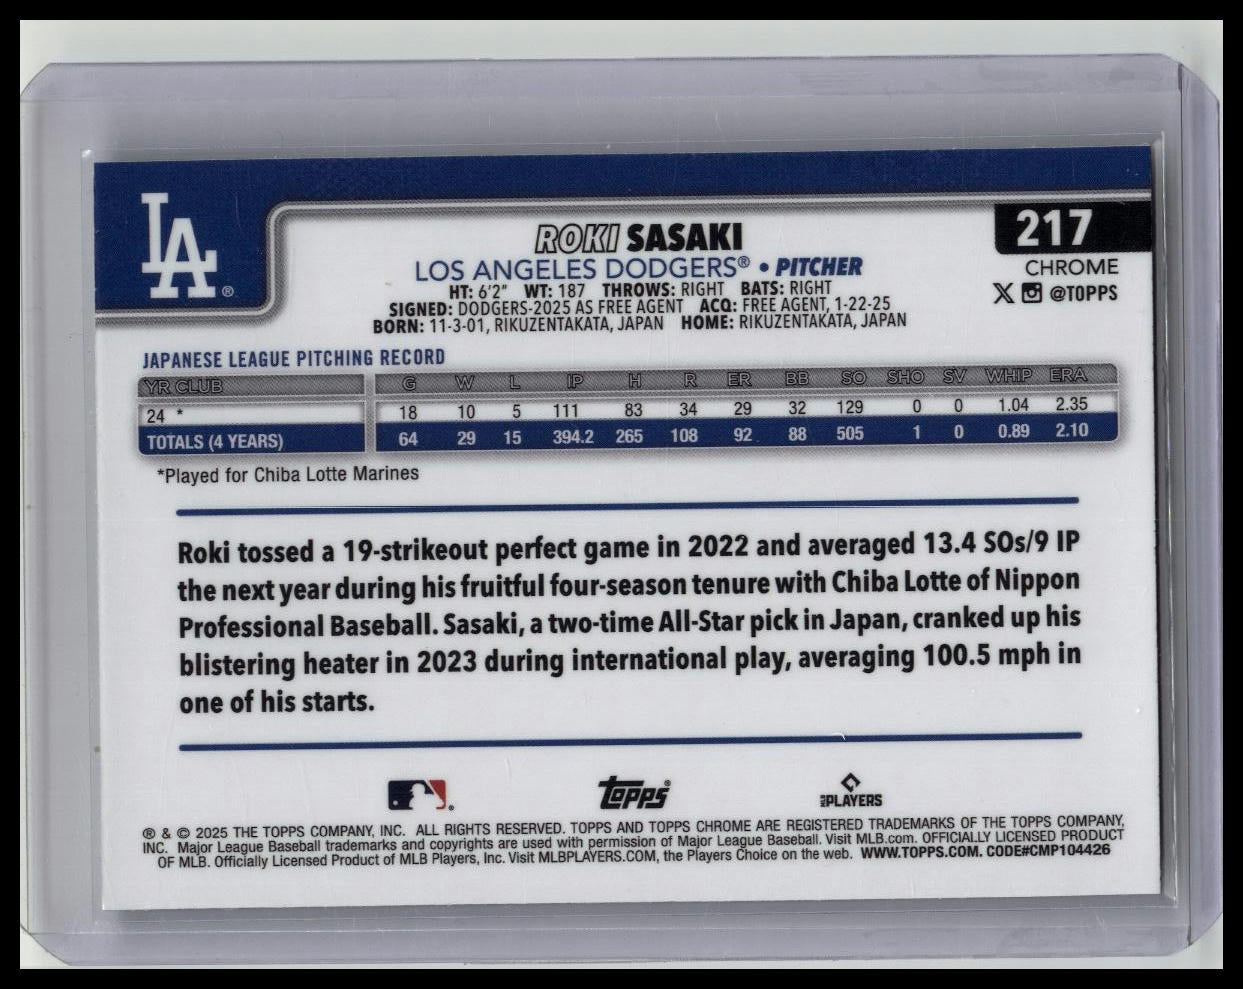 LA ®
217
ROKI SASAKI
CHROME
LOS ANGELES DODGERS® • PITCHER
HT: 6'2" WT: 187 THROWS: RIGHT BATS: RIGHT
X @TOPPS
SIGNED: DODGERS-2025 AS FREE AGENT ACQ: FREE AGENT, 1-22-25
BORN: 11-3-01, RIKUZENTAKATA, JAPAN HOME: RIKUZENTAKATA, JAPAN
JAPANESE LEAGUE PITCHING RECORD
YR CLUB G W L IP H R ER BB SO SHO SV WHIP ERA
24 * 18 10 5 111 83 34 29 32 129 0 0 1.04 2.35
TOTALS (4 YEARS) 64 29 15 394.2 265 108 92 88 505 1 0 0.89 2.10
*Played for Chiba Lotte Marines
Roki tossed a 19-strikeout perfect game in 2022 and averaged 13.4 SOs/9 IP
the next year during his fruitful four-season tenure with Chiba Lotte of Nippon
Professional Baseball. Sasaki, a two-time All-Star pick in Japan, cranked up his
blistering heater in 2023 during international play, averaging 100.5 mph in
one of his starts.
TOPPS®
MLB PLAYERS
® & © 2025 THE TOPPS COMPANY, INC. ALL RIGHTS RESERVED. TOPPS AND TOPPS CHROME ARE REGISTERED TRADEMARKS OF THE TOPPS COMPANY,
INC. Major League Baseball trademarks and copyrights are used with permission of Major League Baseball. Visit MLB.com. OFFICIALLY LICENSED PRODUCT
OF MLB. Officially Licensed Product of MLB Players, Inc. Visit MLBPLAYERS.COM, the Players Choice on the web. WWW.TOPPS.COM. CODE#CMP104426